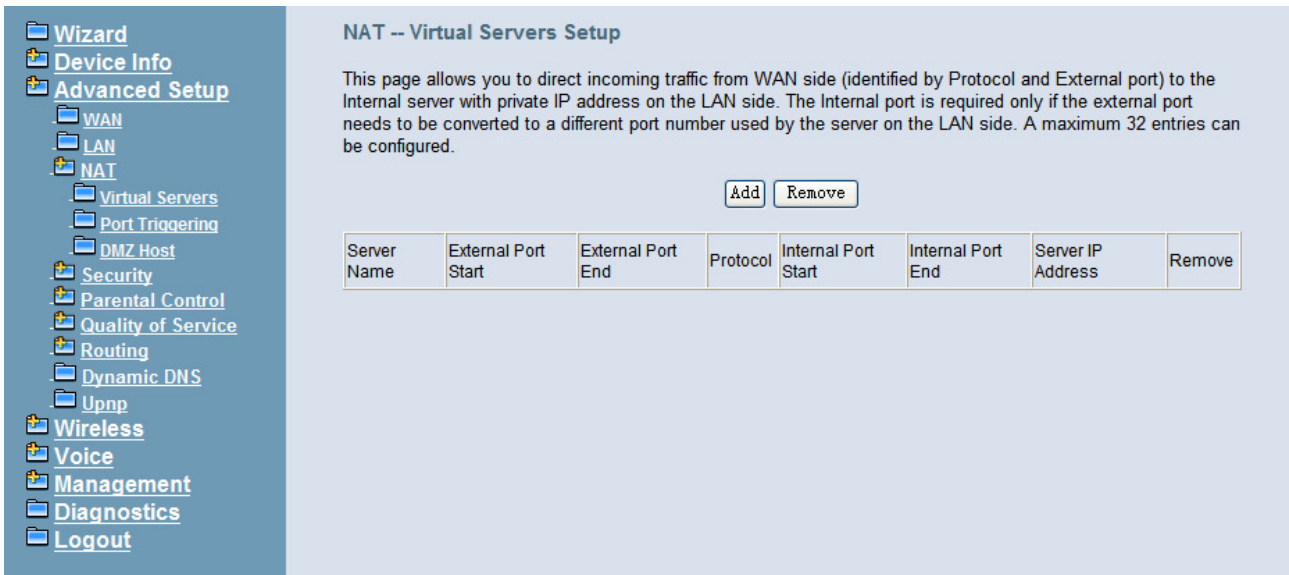 Wizard
Device Info
Advanced Setup
WAN
LAN
NAT
Virtual Servers
Port Triggering
DMZ Host
Security
Parental Control
Quality of Service
Routing
Dynamic DNS
Upnp
Wireless
Voice
Management
Diagnostics
Logout
NAT -- Virtual Servers Setup
This page allows you to direct incoming traffic from WAN side (identified by Protocol and External port) to the
Internal server with private IP address on the LAN side. The Internal port is required only if the external port
needs to be converted to a different port number used by the server on the LAN side. A maximum 32 entries can
be configured.
Add Remove
Server Name External Port Start External Port End Protocol Internal Port Start Internal Port End Server IP Address Remove